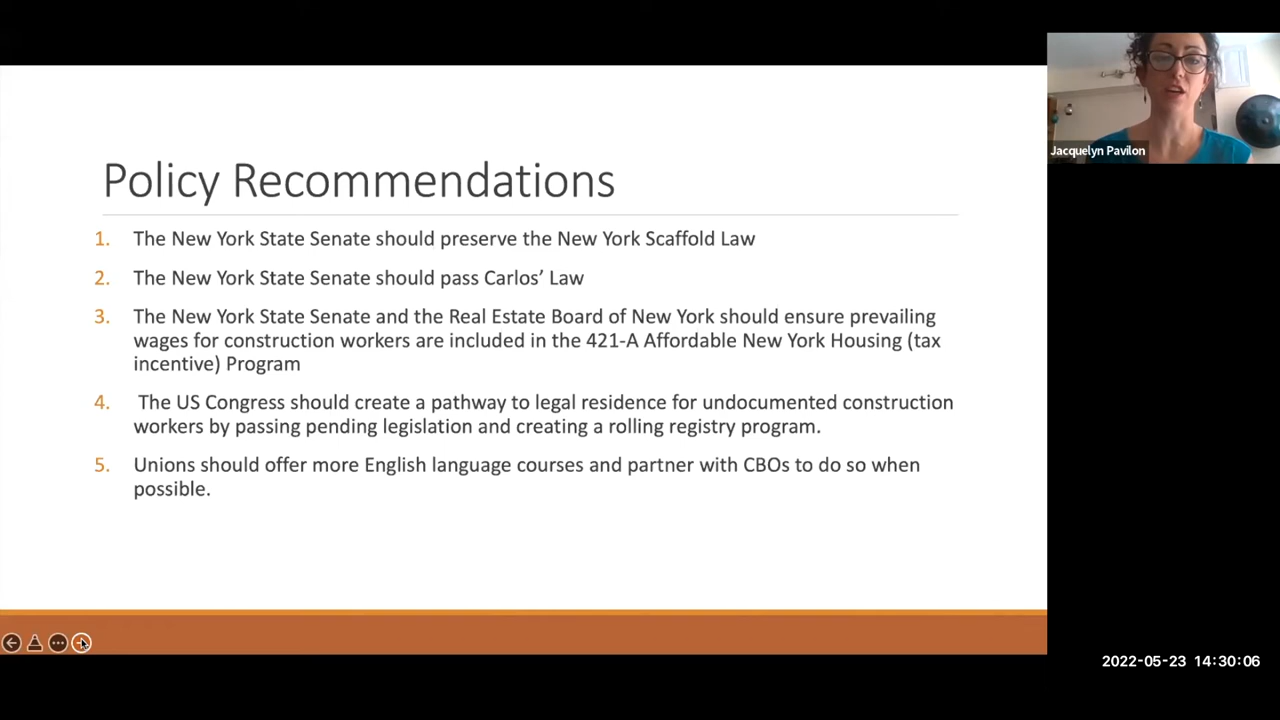 Policy Recommendations
1. The New York State Senate should preserve the New York Scaffold Law
2. The New York State Senate should pass Carlos’ Law
3. The New York State Senate and the Real Estate Board of New York should ensure prevailing
wages for construction workers are included in the 421-A Affordable New York Housing (tax
incentive) Program
4. The US Congress should create a pathway to legal residence for undocumented construction
workers by passing pending legislation and creating a rolling registry program.
5. Unions should offer more English language courses and partner with CBOs to do so when
possible.
Jacquelyn Pavilon
2022-05-23 14:30:06